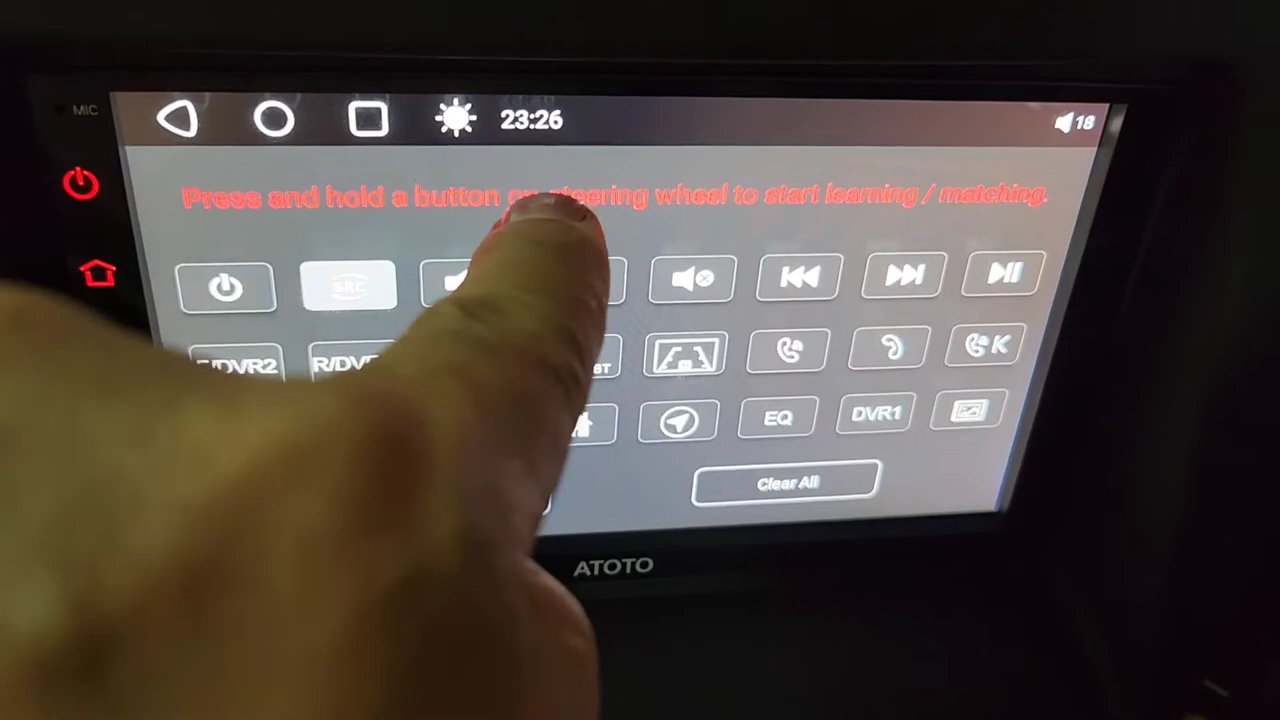 MIC
23:26
18
Press and hold a button on steering wheel to start learning / matching.
SRC
/DVR2 R/DV BT
K
EQ DVR1
Clear All
ATOTO